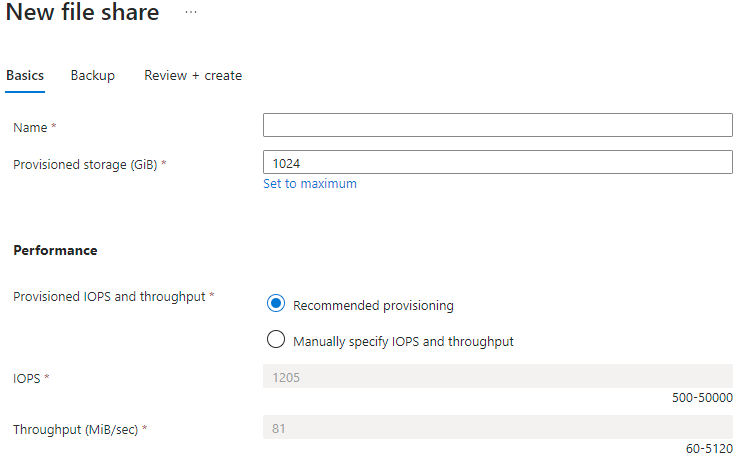 New file share ...
Basics Backup Review + create
Name *
Provisioned storage (GiB) * 1024
Set to maximum
Performance
Provisioned IOPS and throughput *
Recommended provisioning
Manually specify IOPS and throughput
IOPS * 1205
500-50000
Throughput (MiB/sec) * 81
60-5120